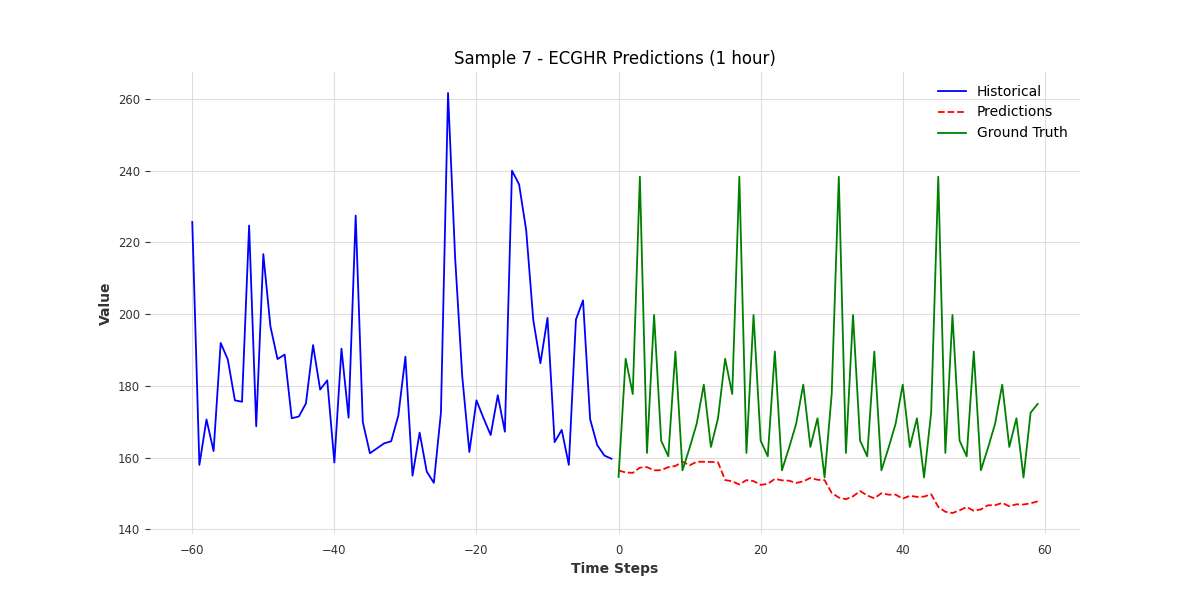 Sample 7 - ECGHR Predictions (1 hour)
Historical
Predictions
Ground Truth
260
240
220
200
180
160
140
Value
−60
−40
−20
0
20
40
60
Time Steps